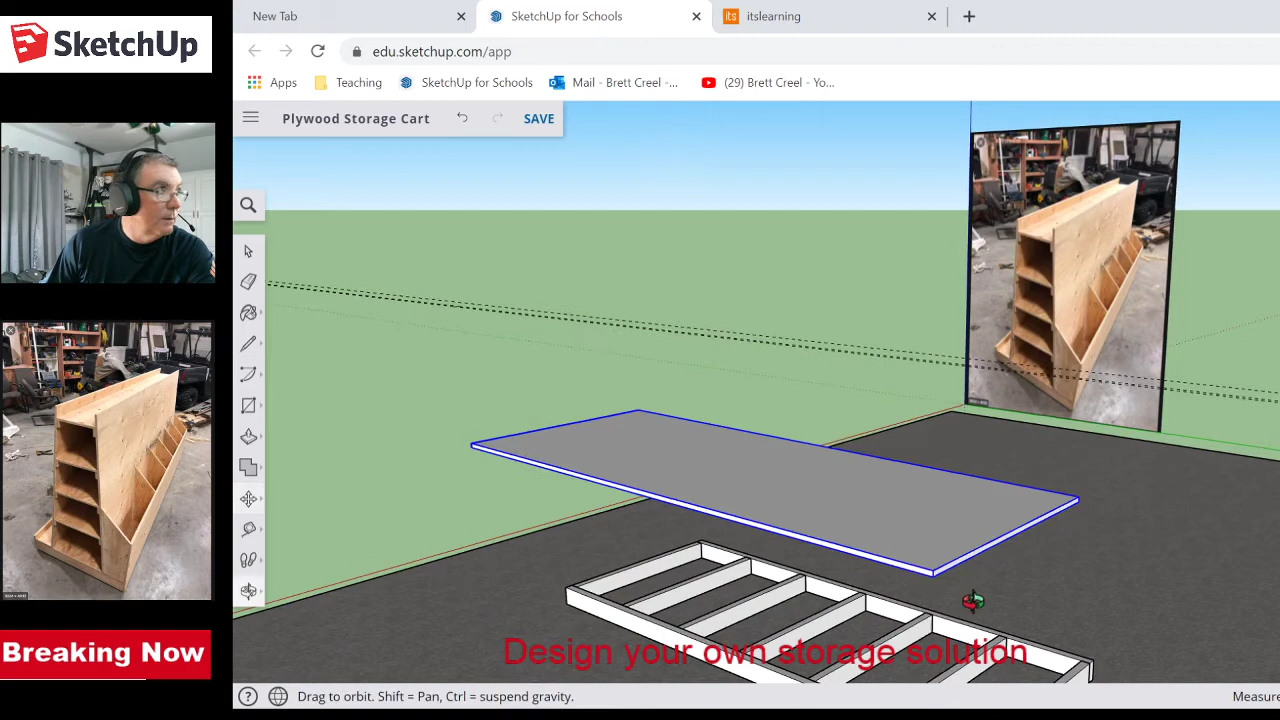 SketchUp
New Tab
SketchUp for Schools
its itslearning
edu.sketchup.com/app
Apps
Teaching
SketchUp for Schools
Mail - Brett Creel -...
(29) Brett Creel - Yo...
Plywood Storage Cart
SAVE
Breaking Now
Design your own storage solution
Drag to orbit. Shift = Pan, Ctrl = suspend gravity.
Measure